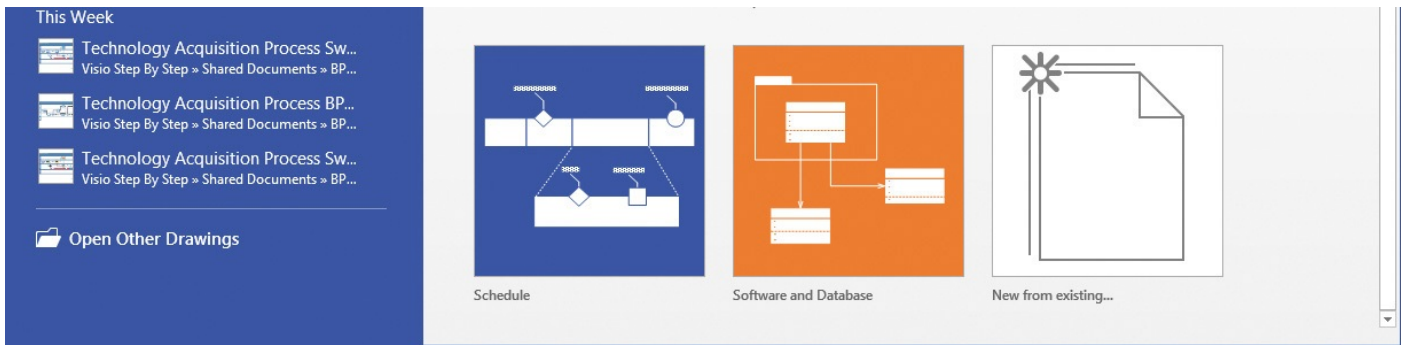 This Week
Technology Acquisition Process Sw...
Visio Step By Step » Shared Documents » BP...
Technology Acquisition Process BP...
Visio Step By Step » Shared Documents » BP...
Technology Acquisition Process Sw...
Visio Step By Step » Shared Documents » BP...
Open Other Drawings
Schedule
Software and Database
New from existing...